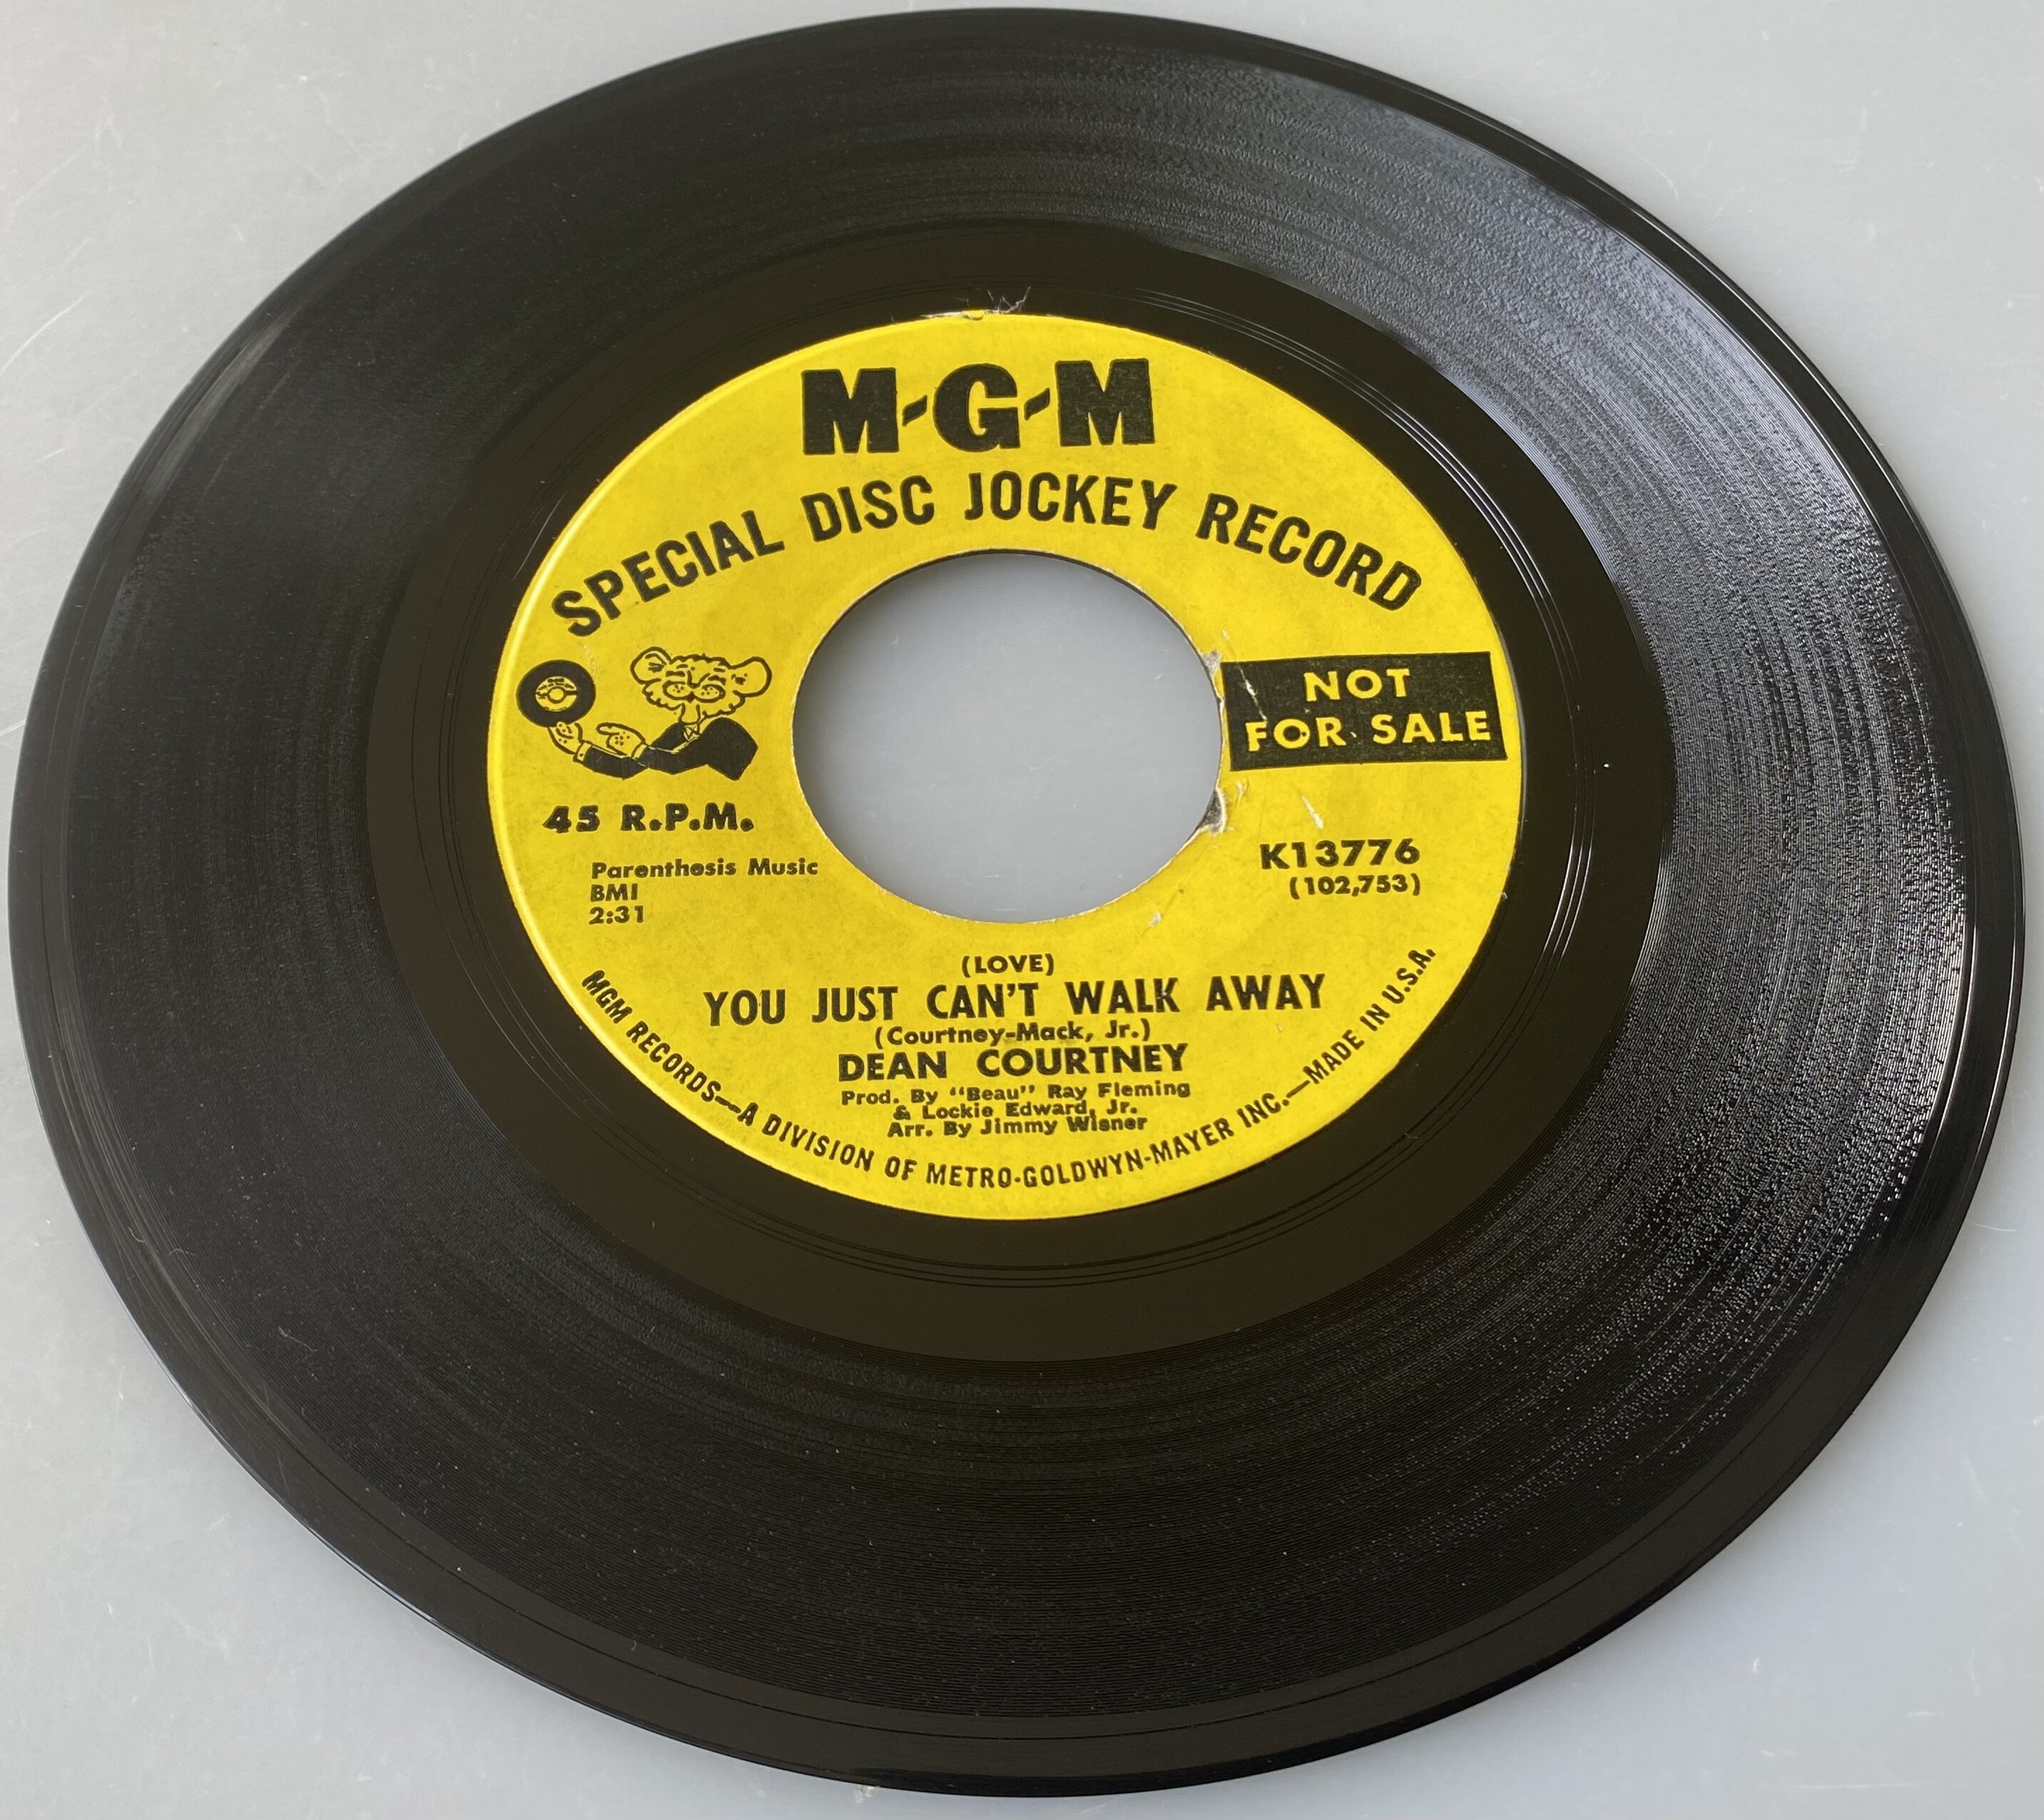 M-G-M
SPECIAL DISC JOCKEY RECORD
NOT
FOR SALE
45 R.P.M.
Parenthesis Music
BMI
2:31
K13776
(102,753)
(LOVE)
YOU JUST CAN'T WALK AWAY
(Courtney-Mack, Jr.)
DEAN COURTNEY
Prod. By "Beau" Ray Fleming
& Lockie Edward, Jr.
Arr. By Jimmy Wisner
MGM RECORDS—A DIVISION OF METRO-GOLDWYN-MAYER INC.—MADE IN U.S.A.